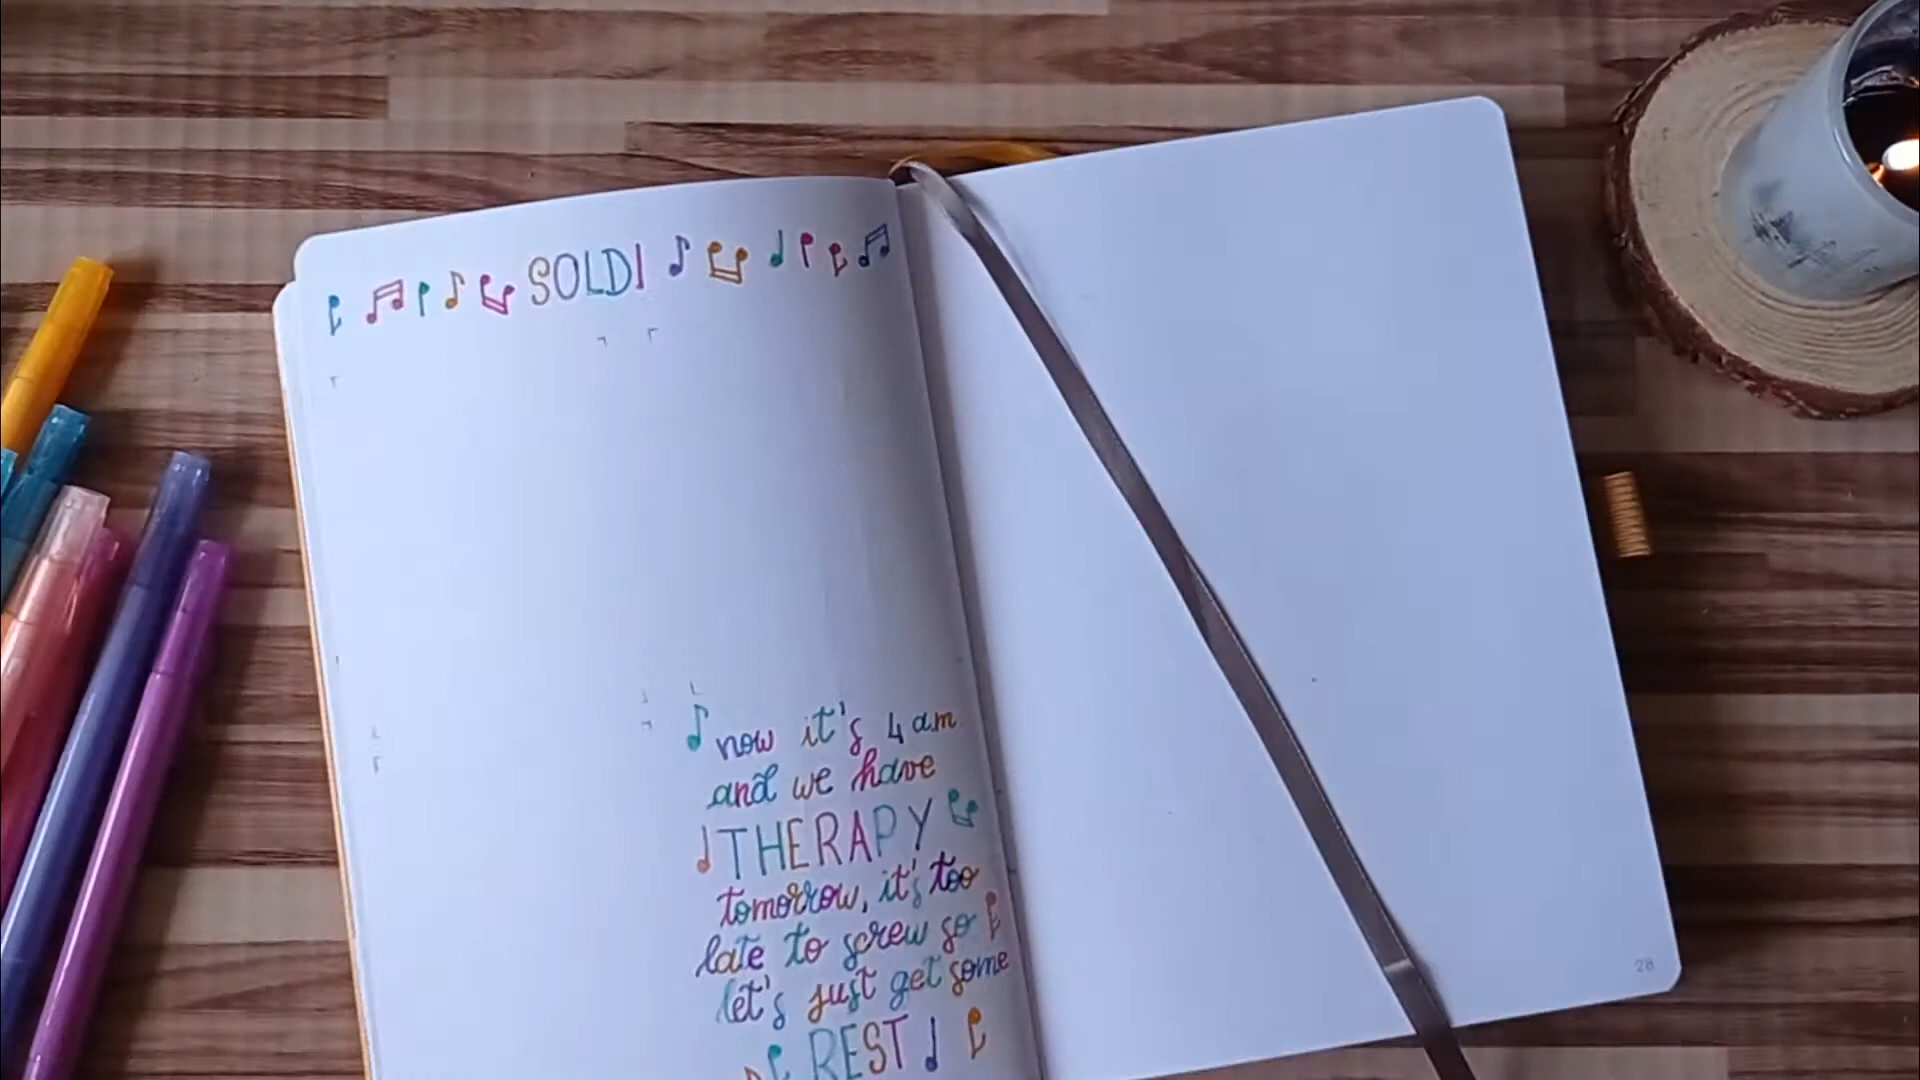 SOLDI
now it's 4 am
and we have
THERAPY
tomorrow, it's too
late to screw so
let's just get some
REST
28